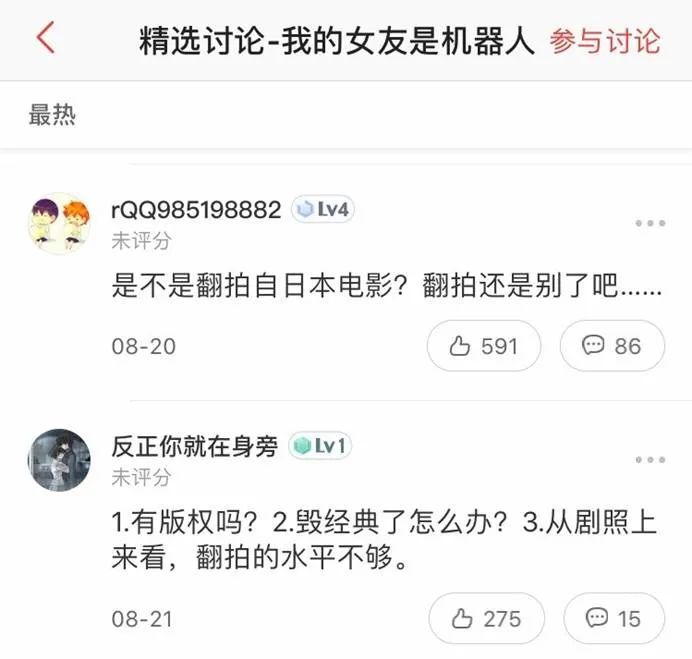 精选讨论-我的女友是机器人 参与讨论
最热
rQQ985198882 Lv4
未评分
是不是翻拍自日本电影？翻拍还是别了吧……
08-20 591 86
反正你就在身旁 Lv1
未评分
1.有版权吗？2.毁经典了怎么办？3.从剧照上
来看，翻拍的水平不够。
08-21 275 15